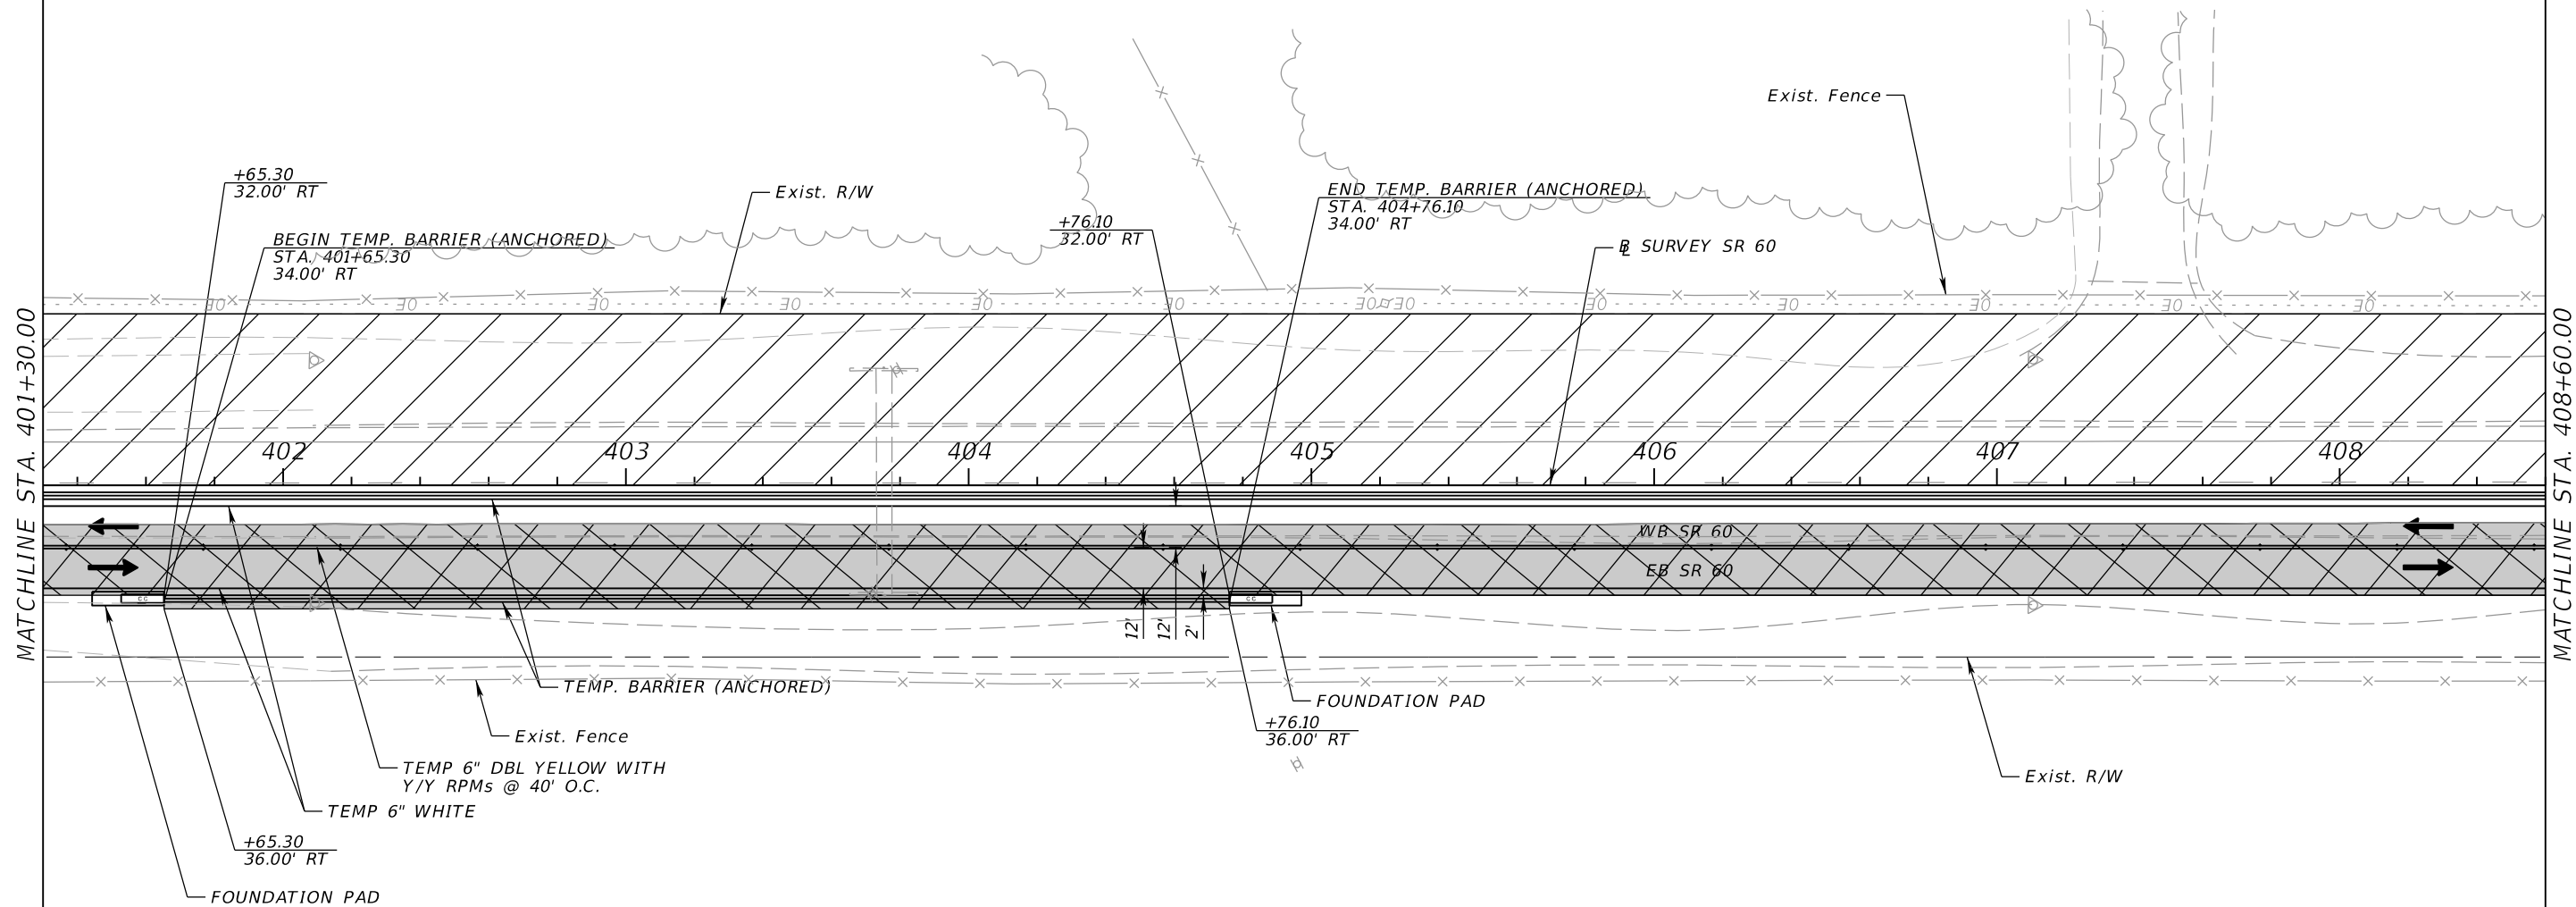 MATCHLINE STA. 401+30.00
+65.30
32.00' RT
BEGIN TEMP. BARRIER (ANCHORED)
STA. 401+65.30
34.00' RT
Exist. R/W
+76.10
32.00' RT
END TEMP. BARRIER (ANCHORED)
STA. 404+76.10
34.00' RT
Exist. Fence
BL SURVEY SR 60
402
403
404
405
406
407
408
WB SR 60
EB SR 60
12'
12'
2'
TEMP. BARRIER (ANCHORED)
Exist. Fence
TEMP 6" DBL YELLOW WITH
Y/Y RPMs @ 40' O.C.
TEMP 6" WHITE
+65.30
36.00' RT
FOUNDATION PAD
FOUNDATION PAD
+76.10
36.00' RT
Exist. R/W
MATCHLINE STA. 408+60.00